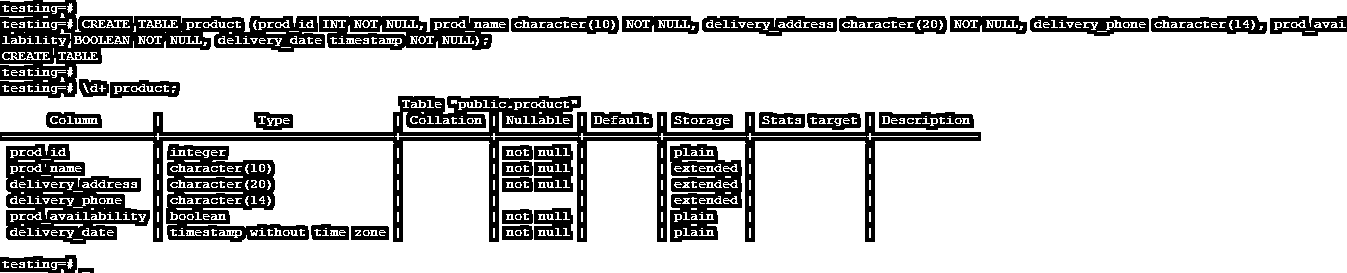 testing=#
testing=# CREATE TABLE product (prod_id INT NOT NULL, prod_name character(10) NOT NULL, delivery_address character(20) NOT NULL, delivery_phone character(14), prod_avai
lability BOOLEAN NOT NULL, delivery_date timestamp NOT NULL);
CREATE TABLE
testing=#
testing=# \d+ product;
Table "public.product"
Column | Type | Collation | Nullable | Default | Storage | Stats target | Description
prod_id | integer | | not null | | plain | |
prod_name | character(10) | | not null | | extended | |
delivery_address | character(20) | | not null | | extended | |
delivery_phone | character(14) | | | | extended | |
prod_availability | boolean | | not null | | plain | |
delivery_date | timestamp without time zone | | not null | | plain | |
testing=# _